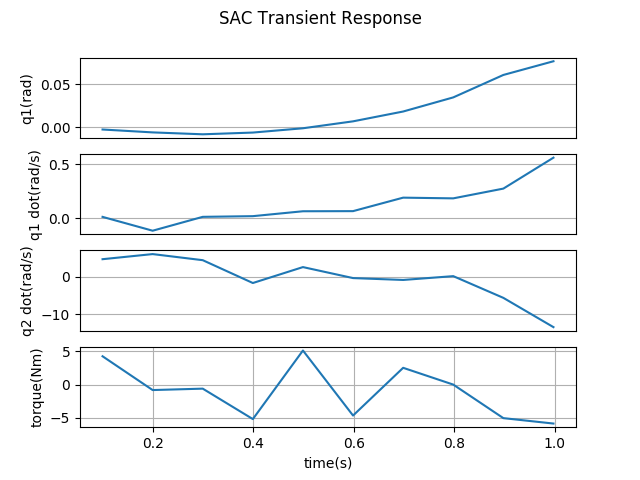 SAC Transient Response
q1(rad)
0.05
0.00
q1 dot(rad/s)
0.5
0.0
q2 dot(rad/s)
0
−10
torque(Nm)
5
0
−5
0.2 0.4 0.6 0.8 1.0
time(s)